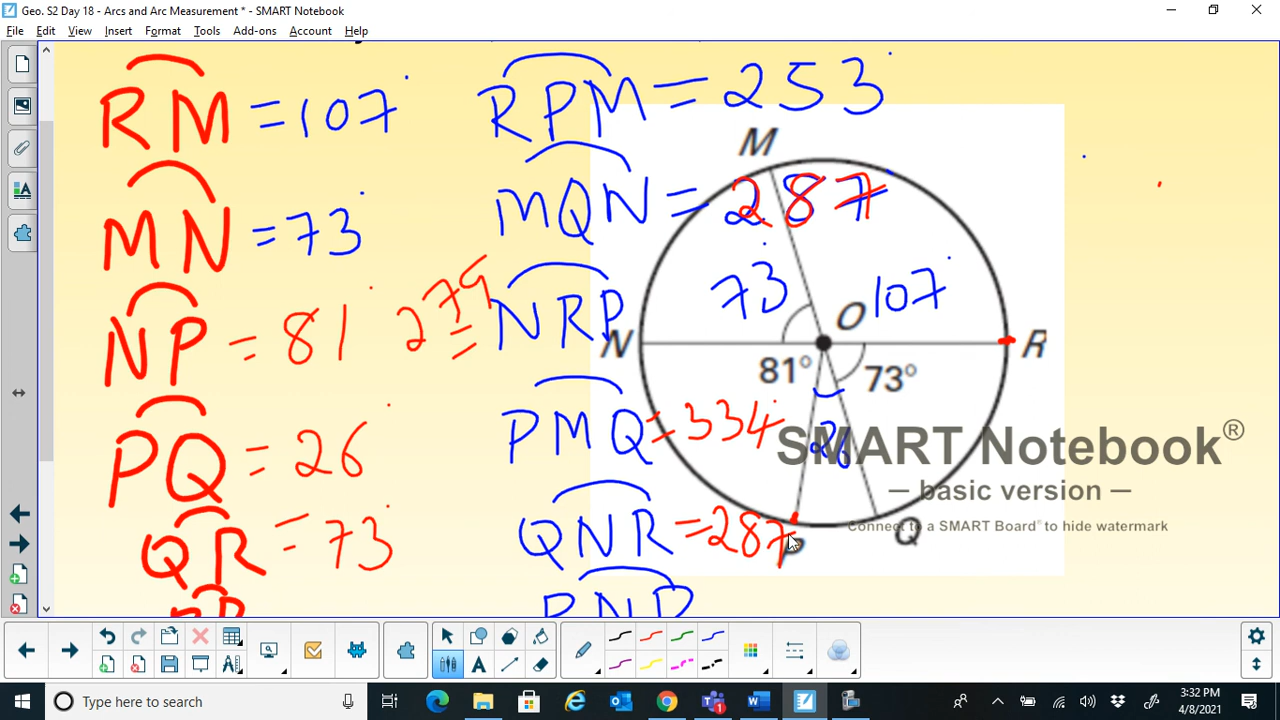 Geo. S2 Day 18 - Arcs and Arc Measurement * - SMART Notebook
File Edit View Insert Format Tools Add-ons Account Help
RM = 107°
RPM = 253°
MN = 73°
MQN = 287
NP = 81°
279 = NRP
PQ = 26°
PMQ = 334°
QR = 73°
QNR = 287
M
73° O 107°
N R
81° 73°
26
P Q
SMART Notebook®
— basic version —
Connect to a SMART Board® to hide watermark
Type here to search
3:32 PM
4/8/2021